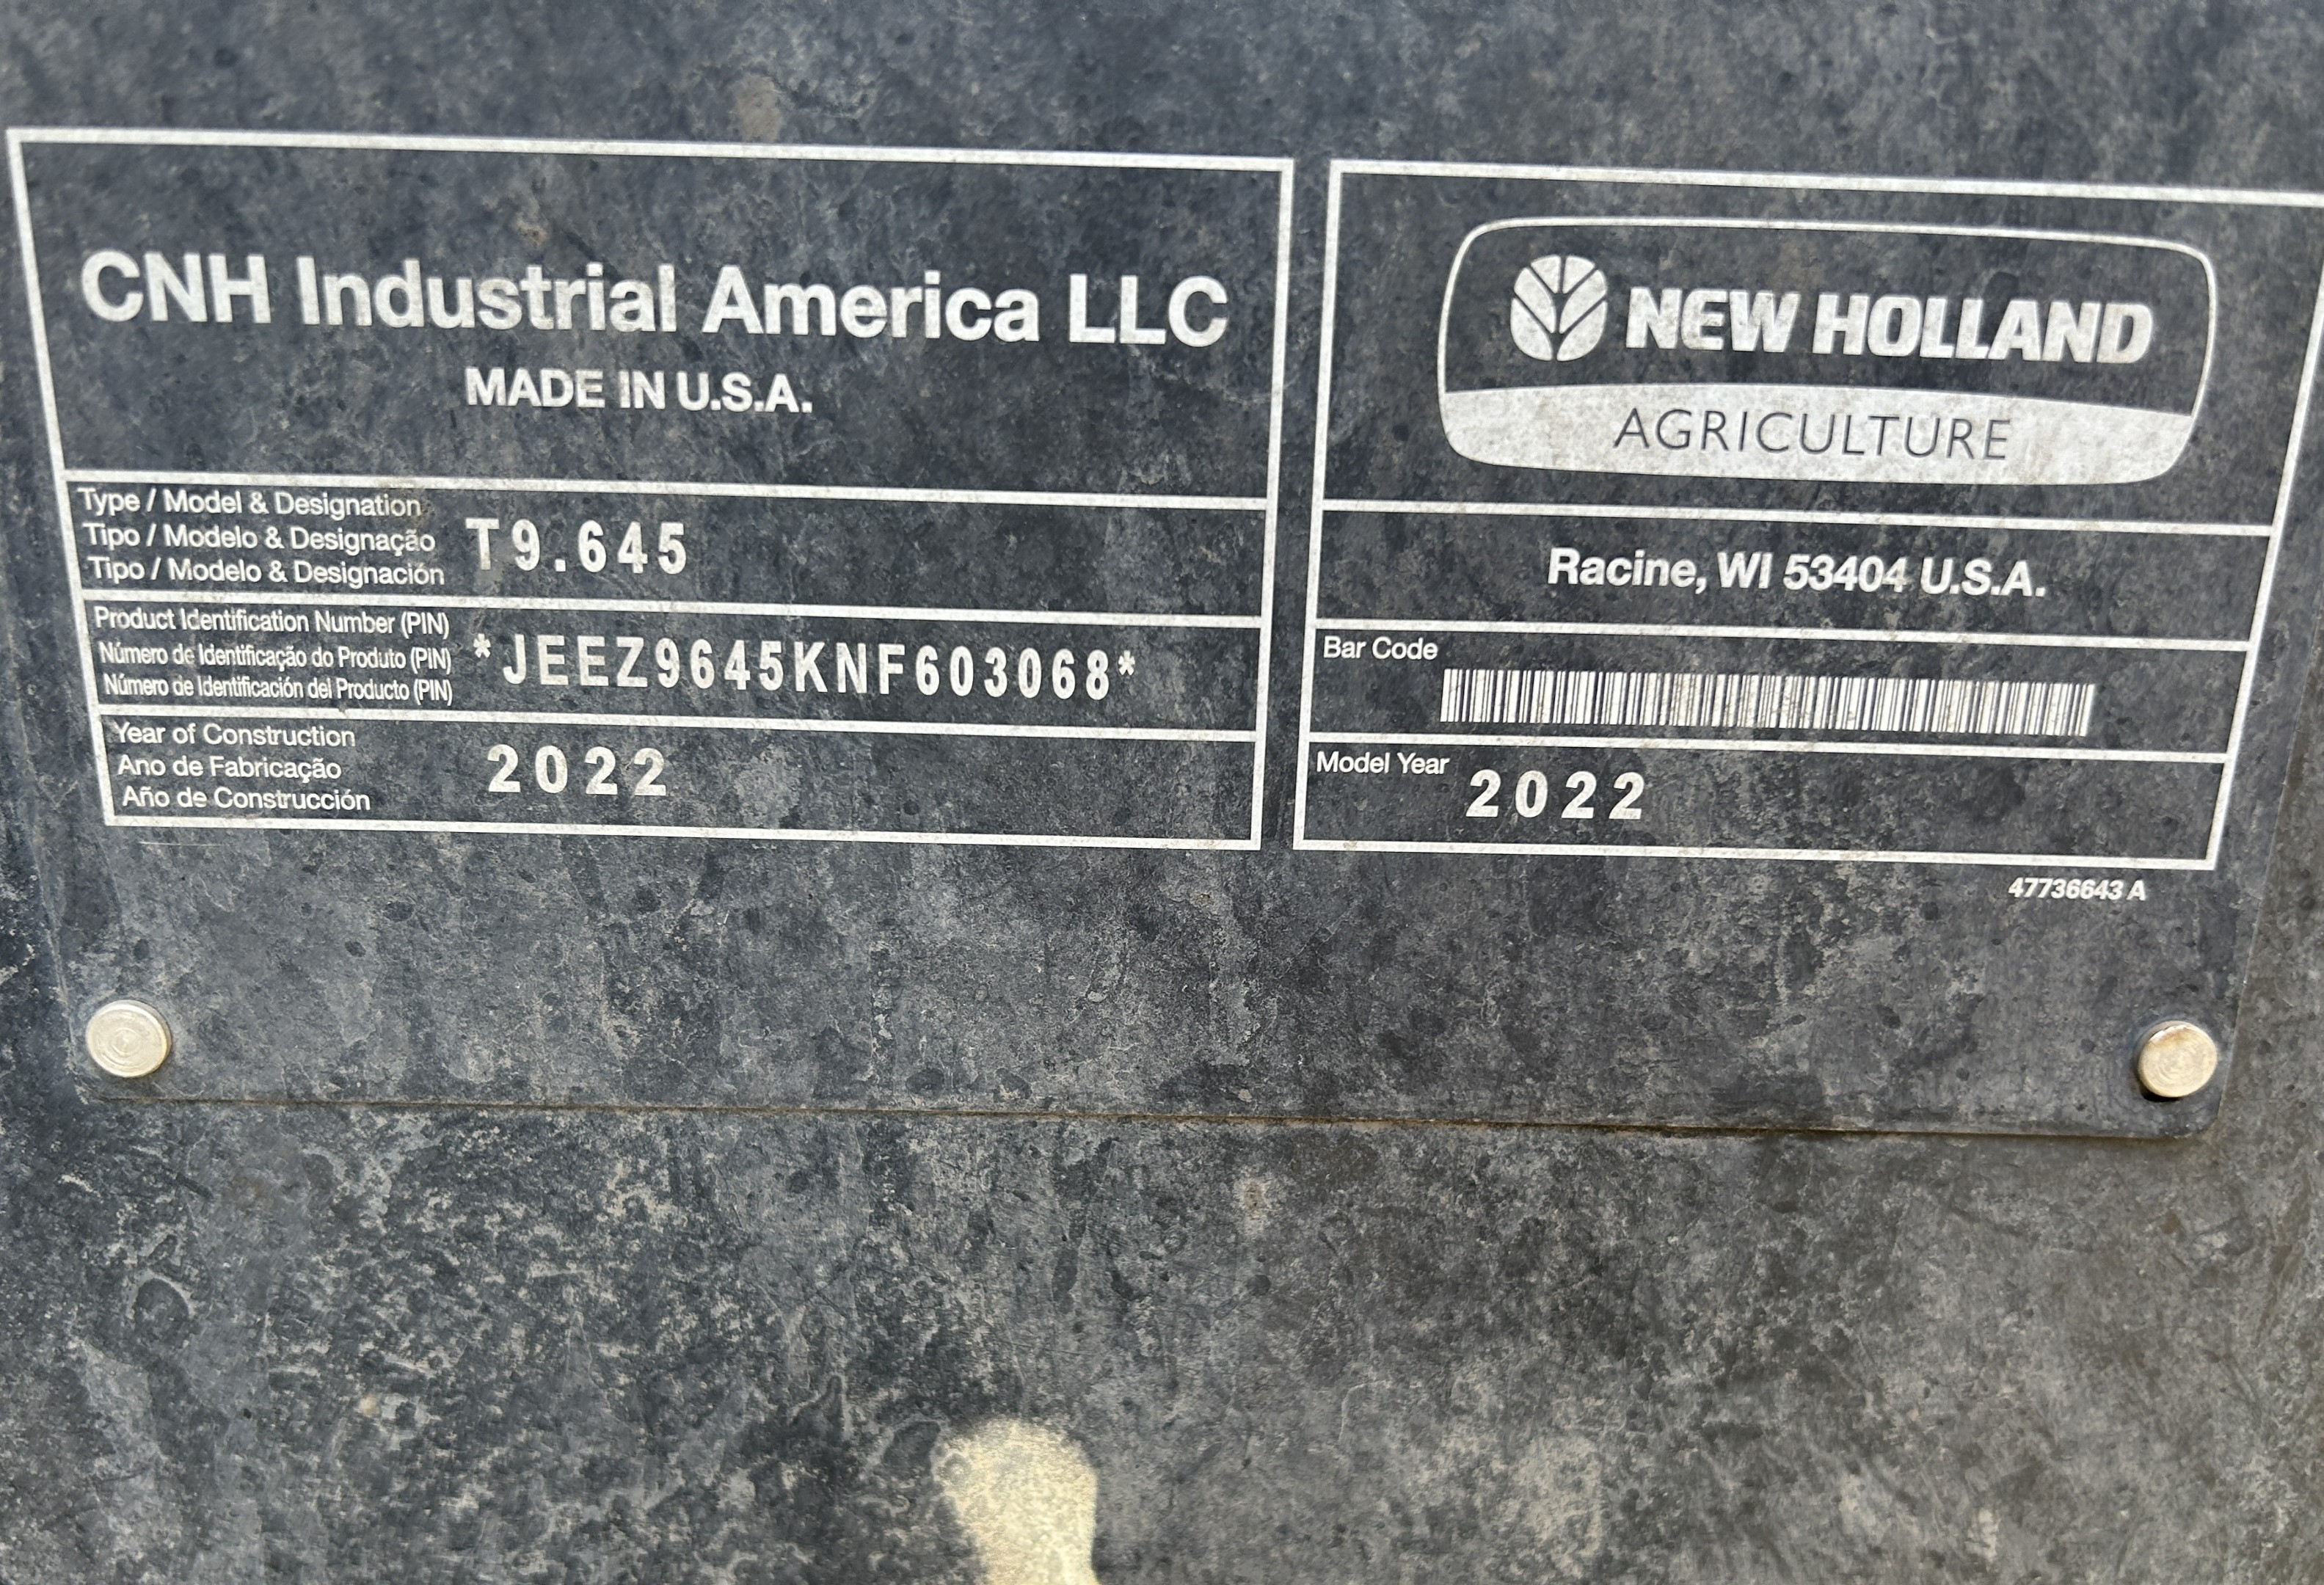 CNH Industrial America LLC
MADE IN U.S.A.
Type / Model & Designation
Tipo / Modelo & Designação
Tipo / Modelo & Designación
T9.645
Product Identification Number (PIN)
Número de Identificação do Produto (PIN)
Número de Identificación del Producto (PIN)
*JEEZ9645KNF603068*
Year of Construction
Ano de Fabricação
Año de Construcción
2022
NEW HOLLAND
AGRICULTURE
Racine, WI 53404 U.S.A.
Bar Code
Model Year
2022
47736643 A